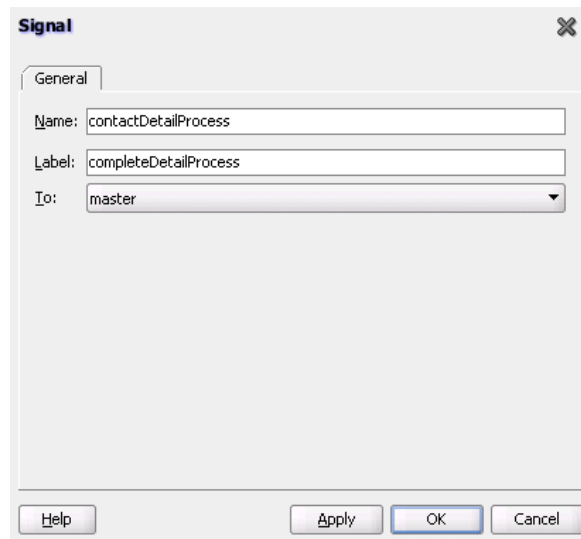 Signal
General
Name: contactDetailProcess
Label: completeDetailProcess
To: master
Help Apply OK Cancel